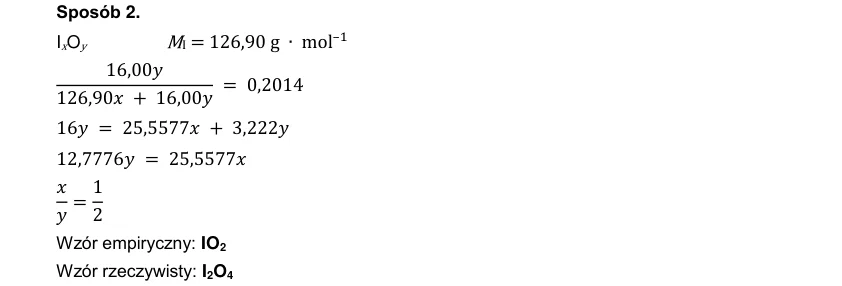 Sposób 2.
IₓOᵧ Mᵢ = 126,90 g · mol⁻¹
16,00y / (126,90x + 16,00y) = 0,2014
16y = 25,5577x + 3,222y
12,7776y = 25,5577x
x/y = 1/2
Wzór empiryczny: IO₂
Wzór rzeczywisty: I₂O₄